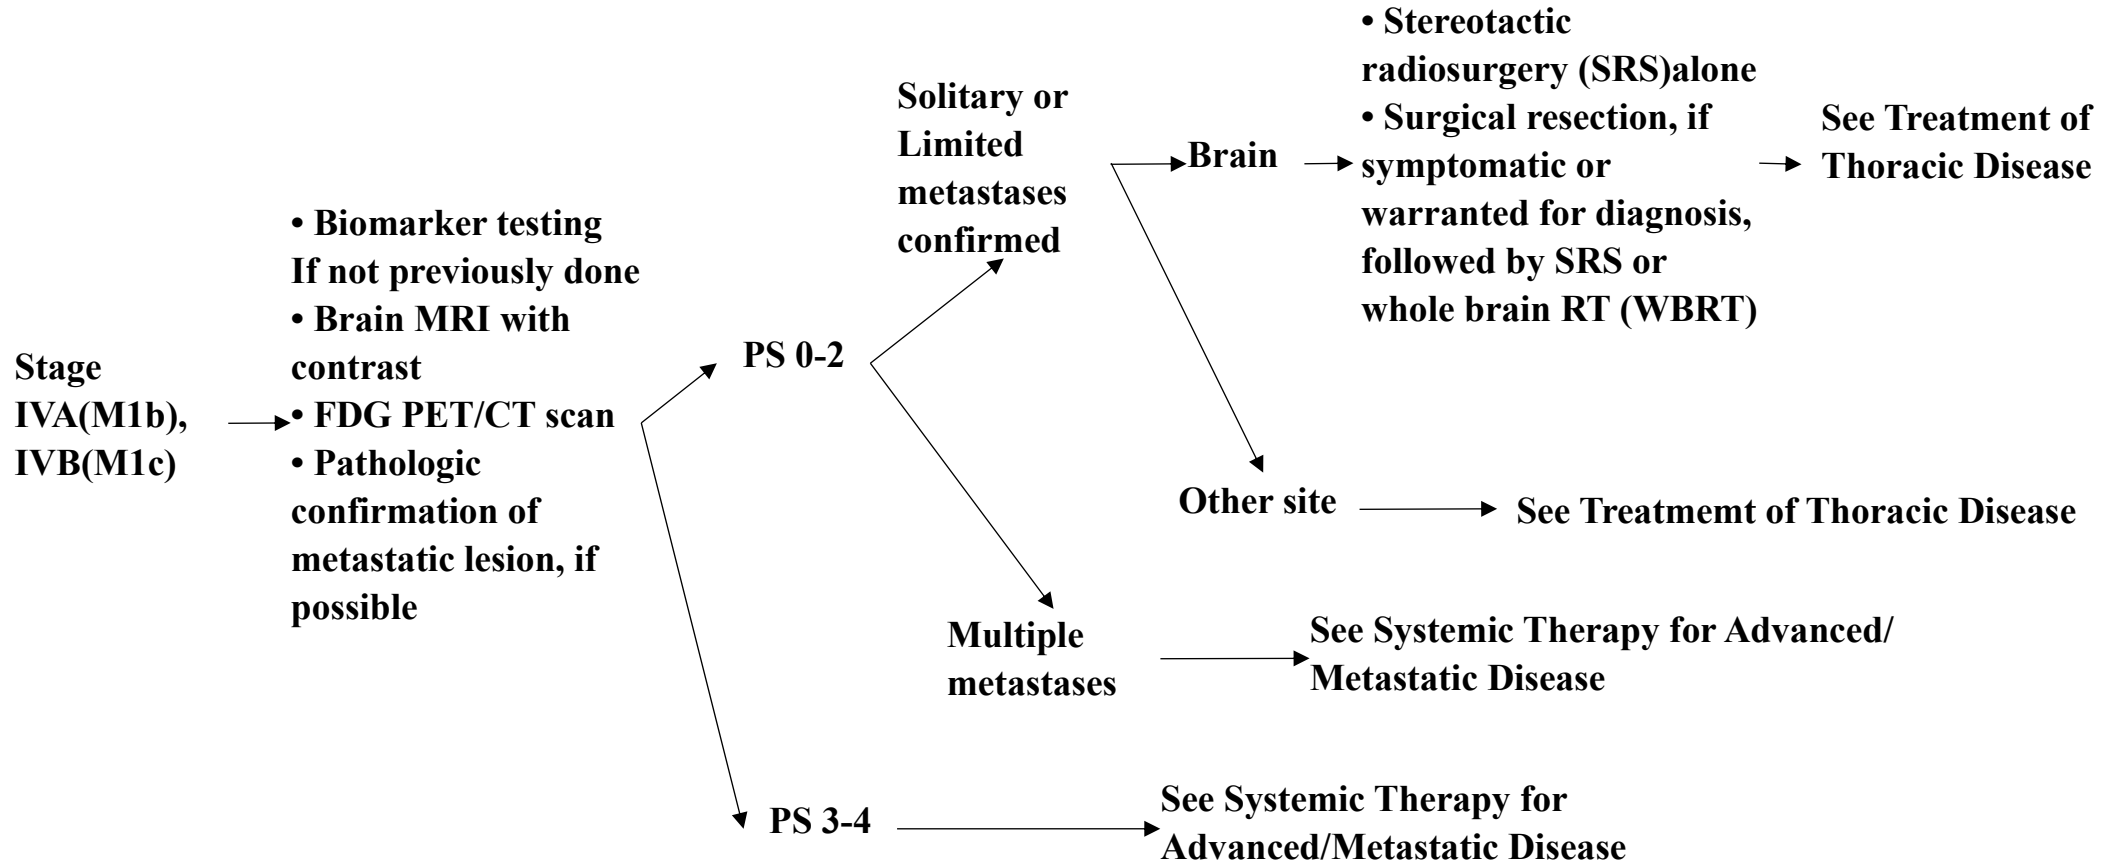 Stage
IVA(M1b),
IVB(M1c)
• Biomarker testing
If not previously done
• Brain MRI with
contrast
• FDG PET/CT scan
• Pathologic
confirmation of
metastatic lesion, if
possible
PS 0-2
Solitary or
Limited
metastases
confirmed
Brain
• Stereotactic
radiosurgery (SRS)alone
• Surgical resection, if
symptomatic or
warranted for diagnosis,
followed by SRS or
whole brain RT (WBRT)
See Treatment of
Thoracic Disease
Other site
See Treatmemt of Thoracic Disease
Multiple
metastases
See Systemic Therapy for Advanced/
Metastatic Disease
PS 3-4
See Systemic Therapy for
Advanced/Metastatic Disease